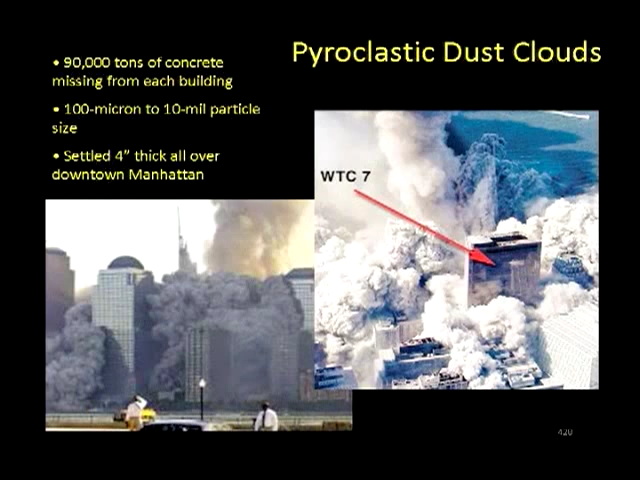 Pyroclastic Dust Clouds
• 90,000 tons of concrete
missing from each building
• 100-micron to 10-mil particle
size
• Settled 4” thick all over
downtown Manhattan
WTC 7
420